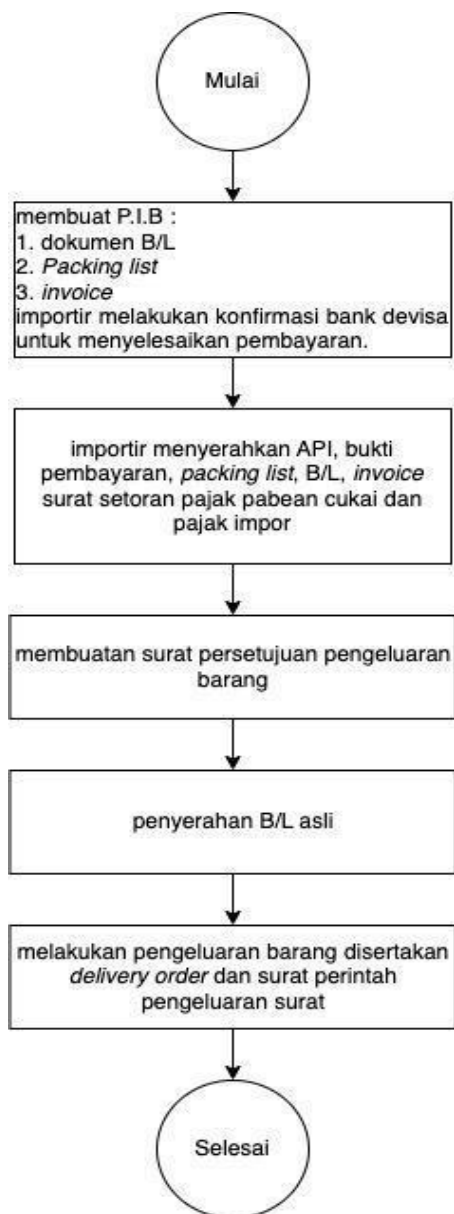 Mulai
membuat P.I.B :
1. dokumen B/L
2. Packing list
3. invoice
importir melakukan konfirmasi bank devisa
untuk menyelesaikan pembayaran.
importir menyerahkan API, bukti
pembayaran, packing list, B/L, invoice
surat setoran pajak pabean cukai dan
pajak impor
membuatan surat persetujuan pengeluaran
barang
penyerahan B/L asli
melakukan pengeluaran barang disertakan
delivery order dan surat perintah
pengeluaran surat
Selesai